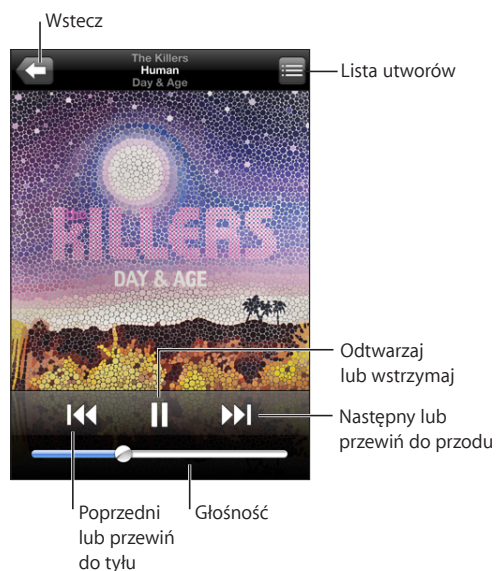 Wstecz
The Killers
Human
Day & Age
Lista utworów
THE KILLERS
DAY & AGE
Odtwarzaj
lub wstrzymaj
Następny lub
przewiń do przodu
Poprzedni
lub przewiń
do tyłu
Głośność